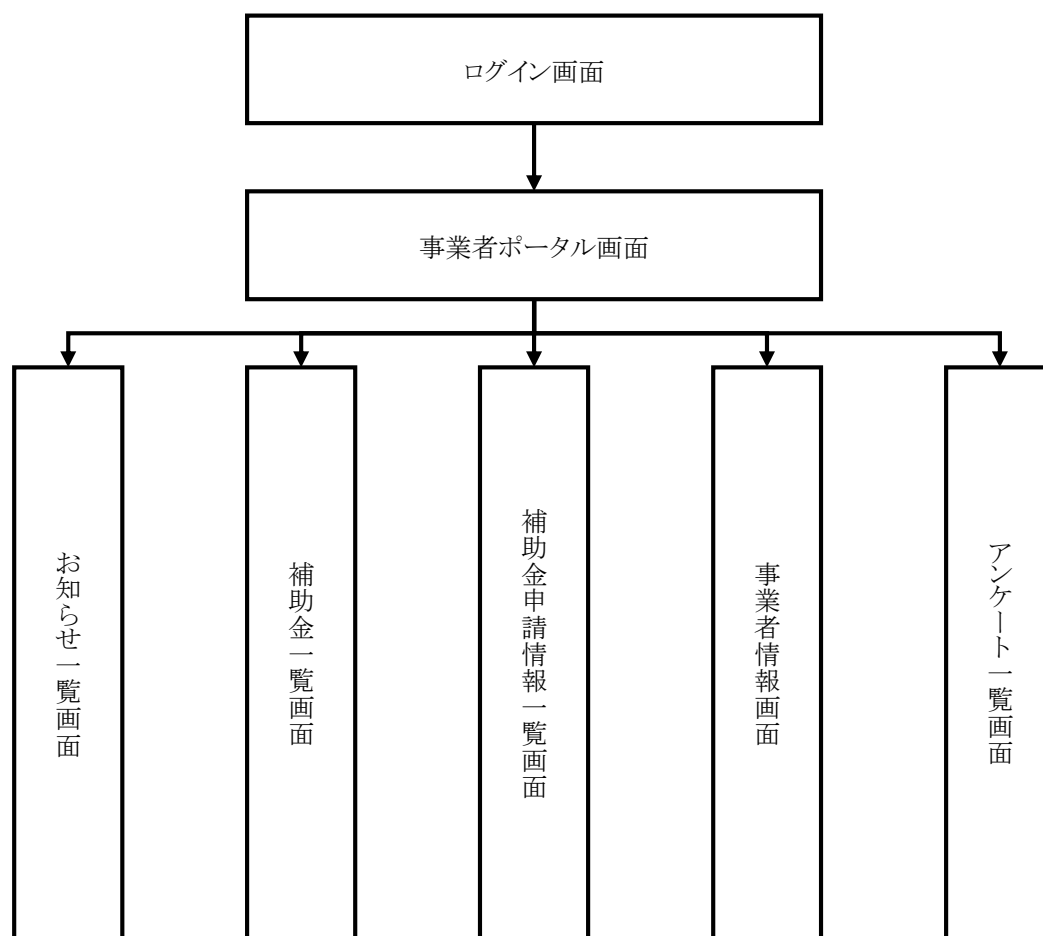 ログイン画面
事業者ポータル画面
お知らせ一覧画面
補助金一覧画面
補助金申請情報一覧画面
事業者情報画面
アンケート一覧画面